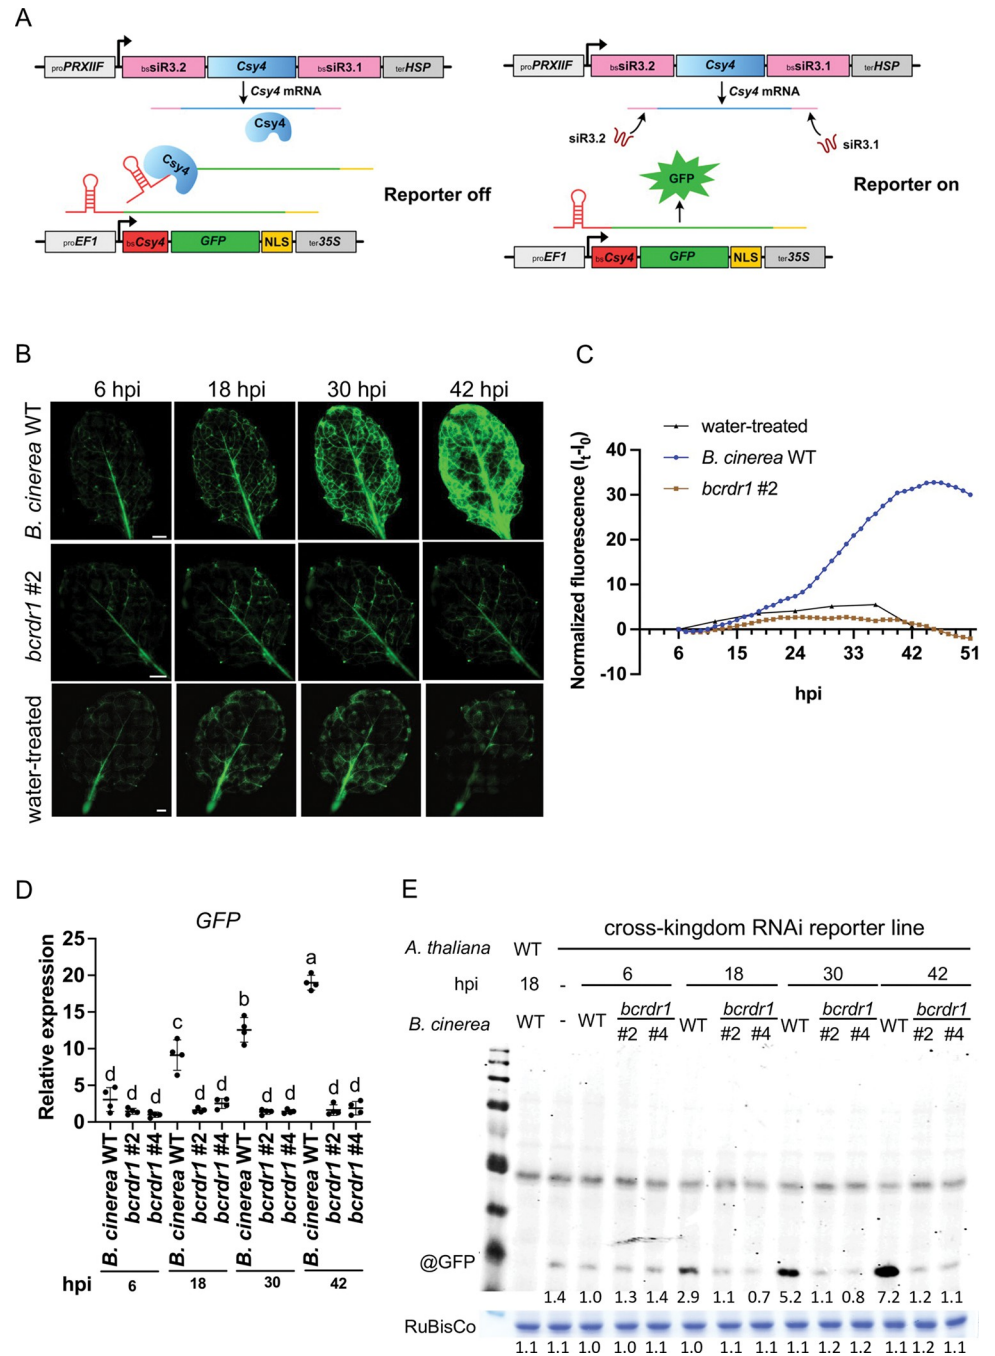 A
proPRXIIF bssiR3.2 Csy4 bssiR3.1 terHSP
Csy4 mRNA
Csy4
Csy4
Reporter off
proEF1 bsCsy4 GFP NLS ter35S
proPRXIIF bssiR3.2 Csy4 bssiR3.1 terHSP
Csy4 mRNA
siR3.2
siR3.1
GFP
Reporter on
proEF1 bsCsy4 GFP NLS ter35S
B
6 hpi 18 hpi 30 hpi 42 hpi
B. cinerea WT
bcrdr1 #2
water-treated
C
water-treated
B. cinerea WT
bcrdr1 #2
Normalized fluorescence (It-I0)
40
30
20
10
0
-10
6 15 24 33 42 51
hpi
D
GFP
Relative expression
25
20
15
10
5
0
d d d c d d b d d a d d
B. cinerea WT
bcrdr1 #2
bcrdr1 #4
B. cinerea WT
bcrdr1 #2
bcrdr1 #4
B. cinerea WT
bcrdr1 #2
bcrdr1 #4
B. cinerea WT
bcrdr1 #2
bcrdr1 #4
hpi 6 18 30 42
E
cross-kingdom RNAi reporter line
A. thaliana WT
hpi 18 - 6 18 30 42
bcrdr1 bcrdr1 bcrdr1 bcrdr1
B. cinerea WT - WT #2 #4 WT #2 #4 WT #2 #4 WT #2 #4
@GFP
1.4 1.0 1.3 1.4 2.9 1.1 0.7 5.2 1.1 0.8 7.2 1.2 1.1
RuBisCo
1.1 1.1 1.0 1.0 1.1 1.0 1.1 1.1 1.1 1.2 1.2 1.1 1.2 1.1